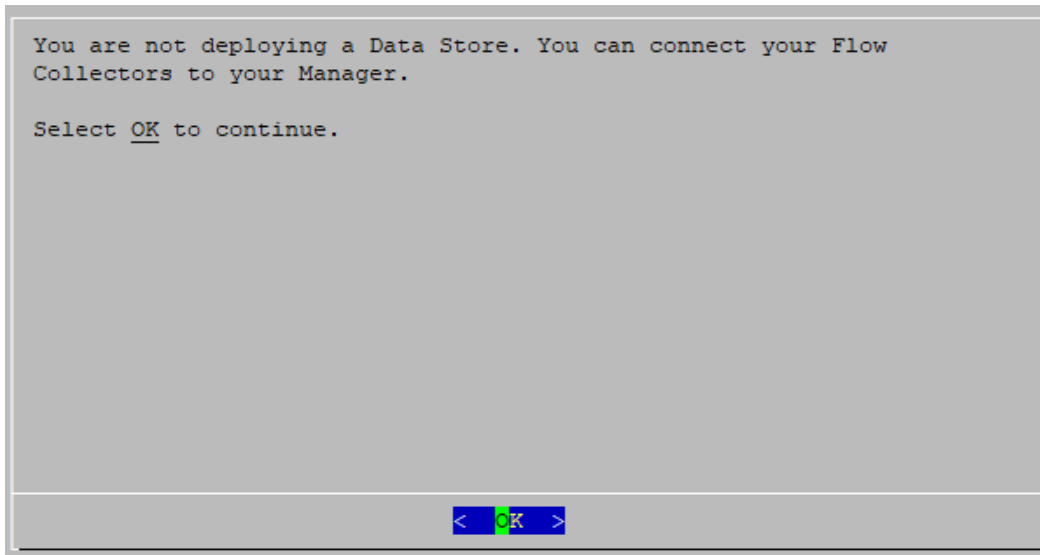 You are not deploying a Data Store. You can connect your Flow
Collectors to your Manager.
Select OK to continue.
< OK >